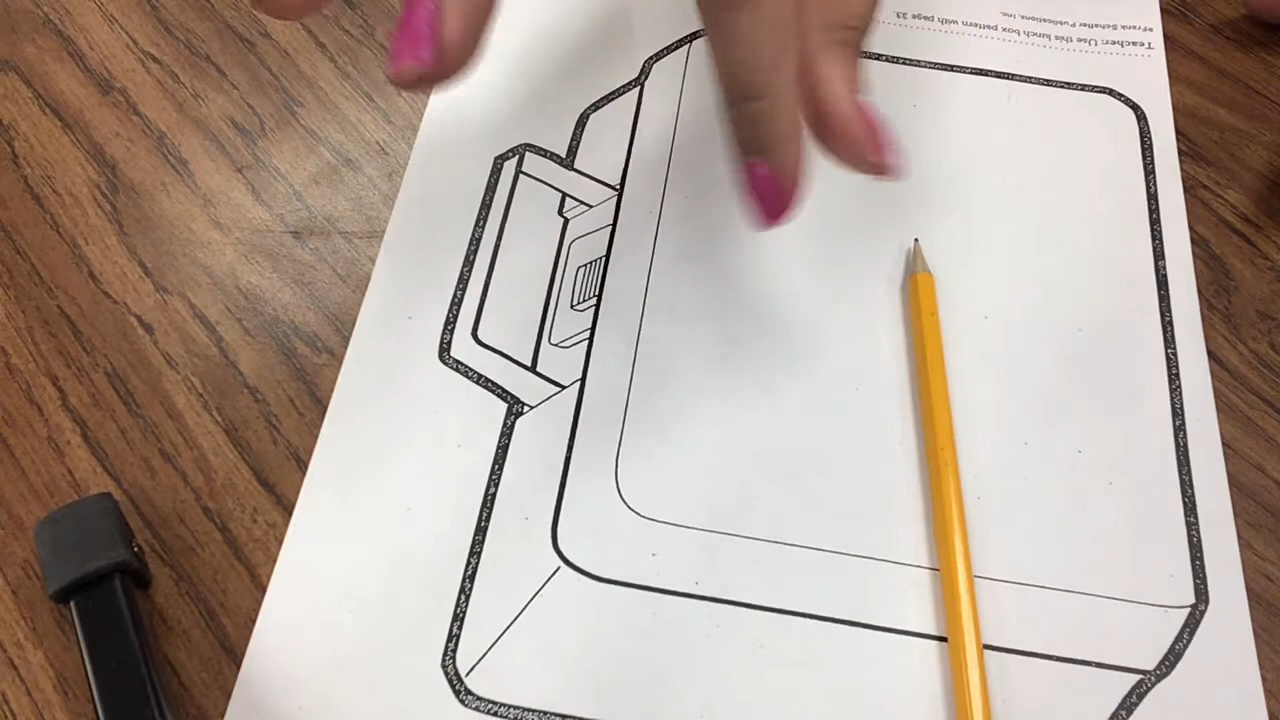 Teacher: Use this lunch box pattern with page 33.
©Frank Schaffer Publications, Inc.